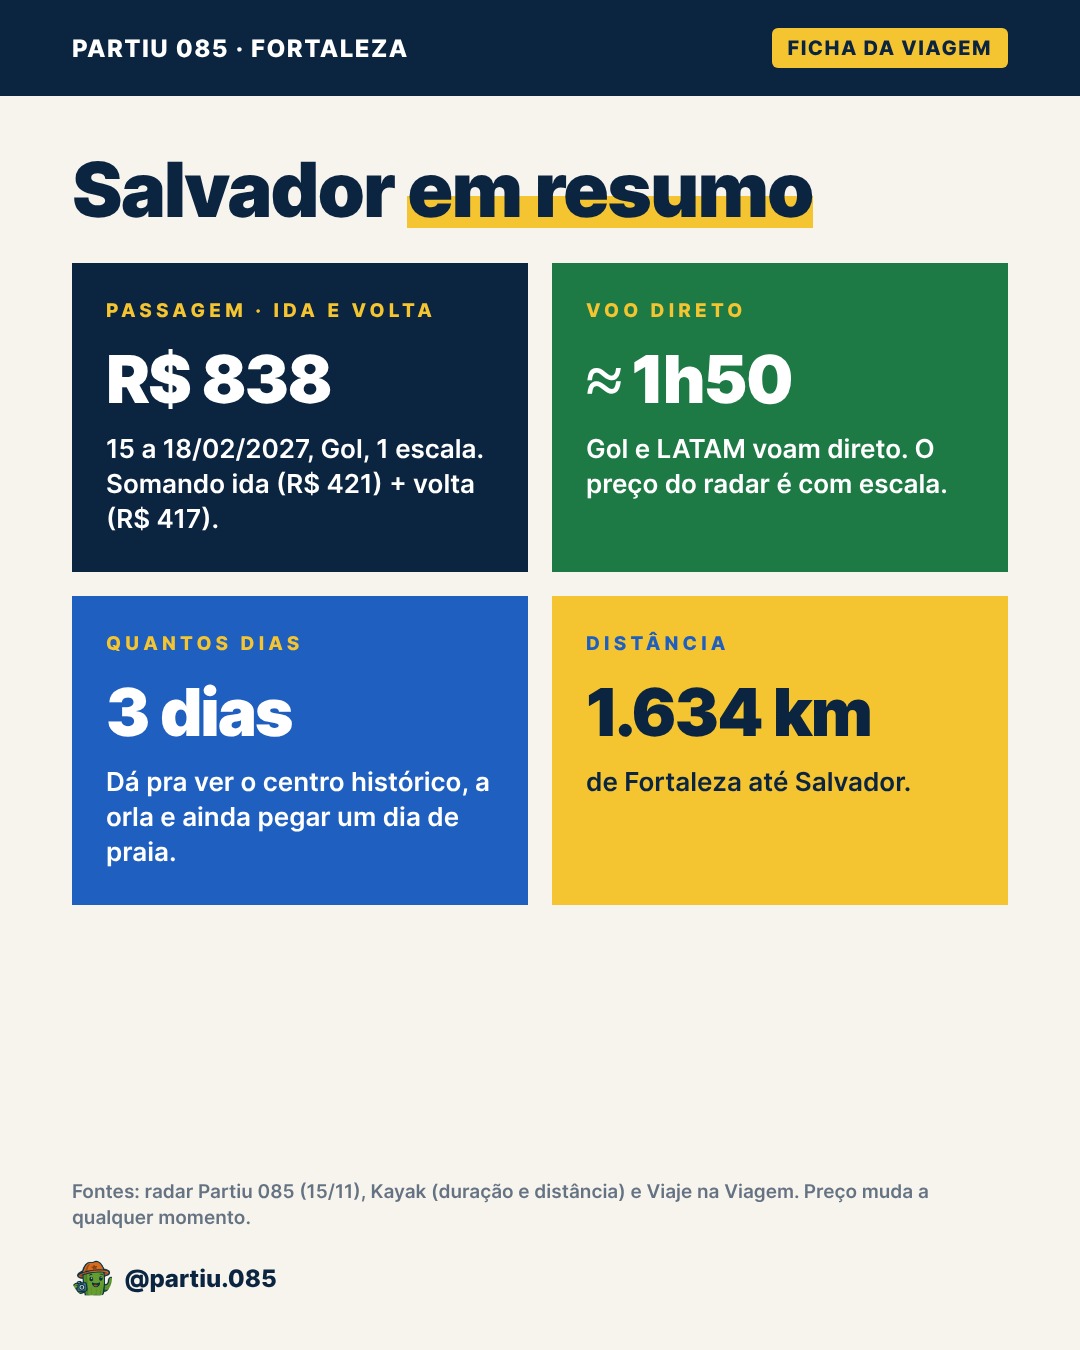 PARTIU 085 · FORTALEZA
FICHA DA VIAGEM
Salvador em resumo
PASSAGEM · IDA E VOLTA
R$ 838
15 a 18/02/2027, Gol, 1 escala.
Somando ida (R$ 421) + volta
(R$ 417).
VOO DIRETO
≈ 1h50
Gol e LATAM voam direto. O
preço do radar é com escala.
QUANTOS DIAS
3 dias
Dá pra ver o centro histórico, a
orla e ainda pegar um dia de
praia.
DISTÂNCIA
1.634 km
de Fortaleza até Salvador.
Fontes: radar Partiu 085 (15/11), Kayak (duração e distância) e Viaje na Viagem. Preço muda a
qualquer momento.
@partiu.085